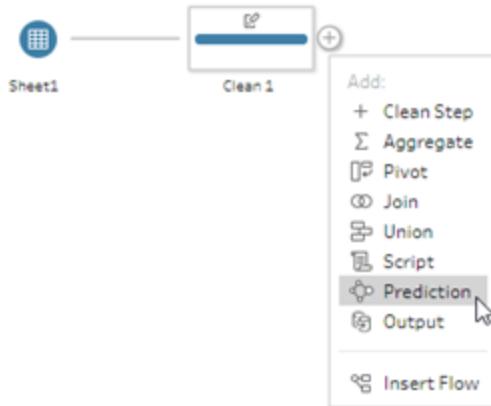 Sheet1
Clean 1
Add:
Clean Step
Aggregate
Pivot
Join
Union
Script
Prediction
Output
Insert Flow